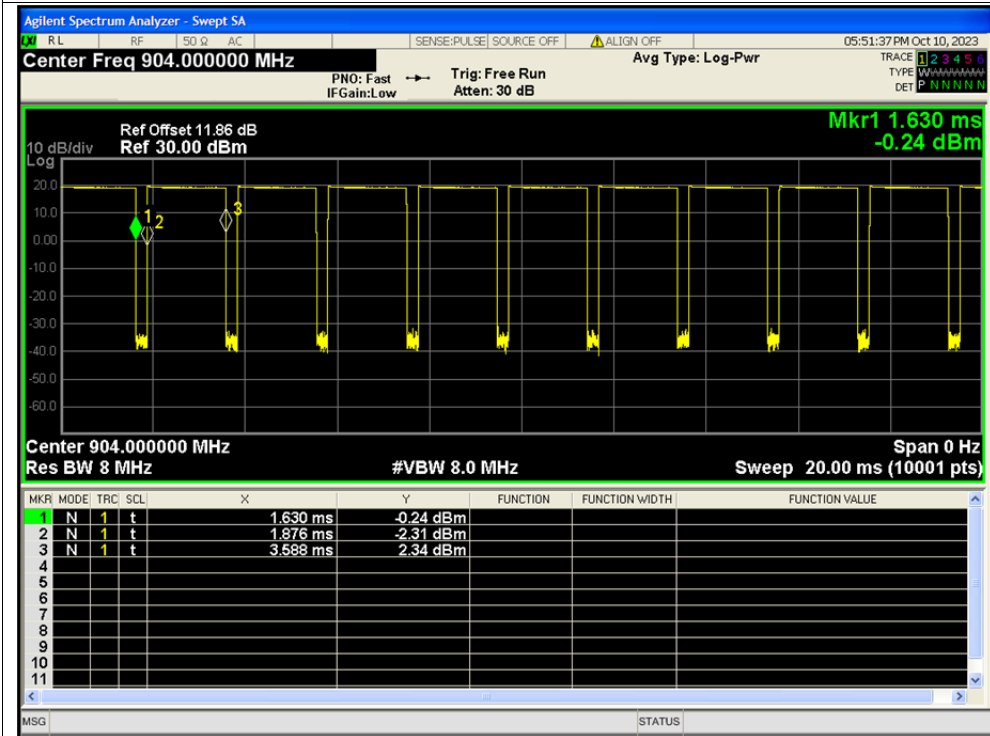 Agilent Spectrum Analyzer - Swept SA
LXI RL RF 50 Ω AC SENSE:PULSE SOURCE OFF ALIGN OFF 05:51:37 PM Oct 10, 2023
Center Freq 904.000000 MHz Avg Type: Log-Pwr TRACE 1 2 3 4 5 6
PNO: Fast Trig: Free Run TYPE WWWWWW
IFGain:Low Atten: 30 dB DET P N N N N N
Mkr1 1.630 ms
Ref Offset 11.86 dB
10 dB/div Ref 30.00 dBm -0.24 dBm
Log
20.0
10.0
1 2 3
0.00
-10.0
-20.0
-30.0
-40.0
-50.0
-60.0
Center 904.000000 MHz Span 0 Hz
Res BW 8 MHz #VBW 8.0 MHz Sweep 20.00 ms (10001 pts)
MKR MODE TRC SCL X Y FUNCTION FUNCTION WIDTH FUNCTION VALUE
1 N 1 t 1.630 ms -0.24 dBm
2 N 1 t 1.876 ms -2.31 dBm
3 N 1 t 3.588 ms 2.34 dBm
4
5
6
7
8
9
10
11
MSG STATUS